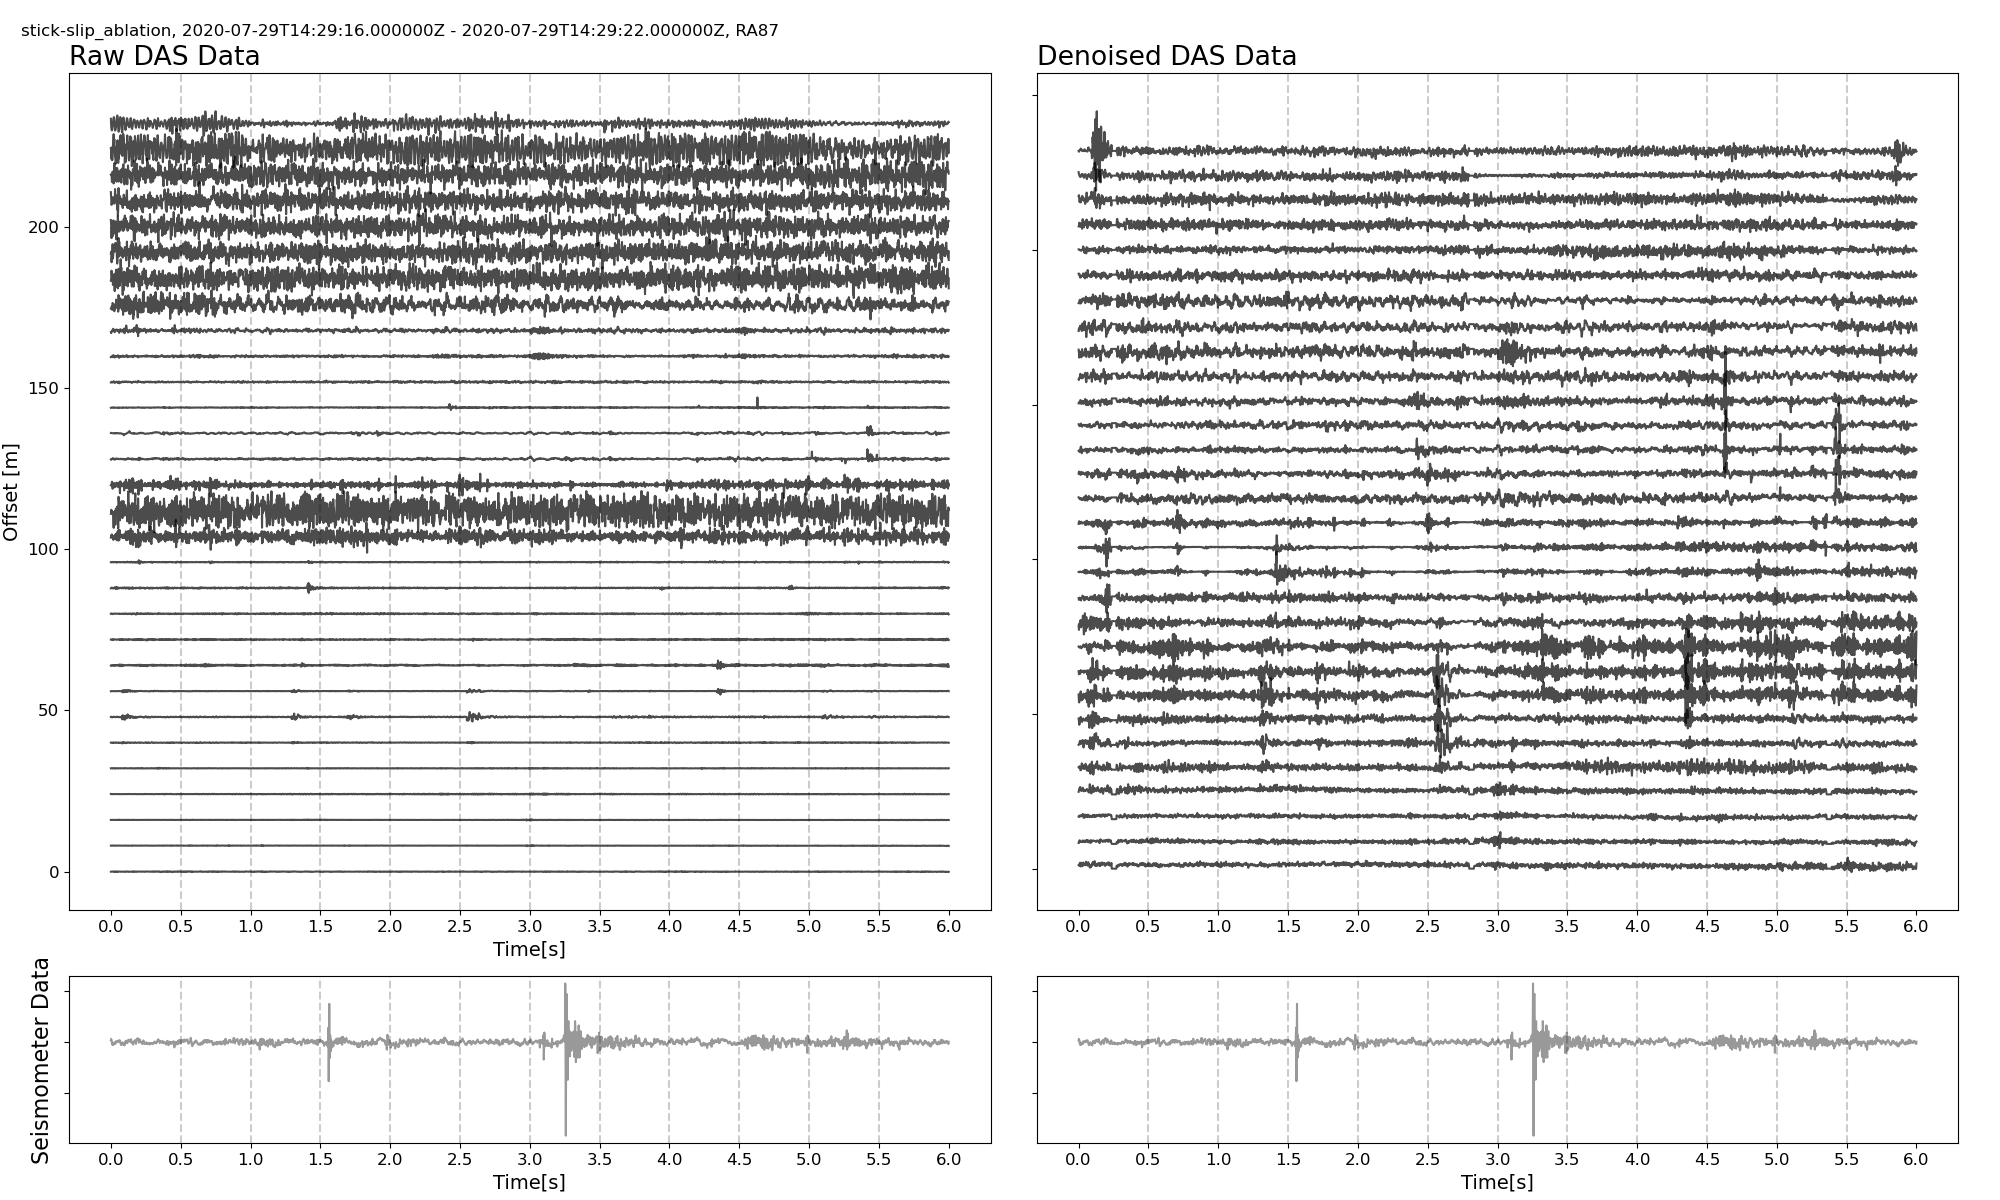 stick-slip_ablation, 2020-07-29T14:29:16.000000Z - 2020-07-29T14:29:22.000000Z, RA87
Raw DAS Data
Denoised DAS Data
Offset [m]
200
150
100
50
0
0.0 0.5 1.0 1.5 2.0 2.5 3.0 3.5 4.0 4.5 5.0 5.5 6.0
Time[s]
0.0 0.5 1.0 1.5 2.0 2.5 3.0 3.5 4.0 4.5 5.0 5.5 6.0
Seismometer Data
0.0 0.5 1.0 1.5 2.0 2.5 3.0 3.5 4.0 4.5 5.0 5.5 6.0
Time[s]
0.0 0.5 1.0 1.5 2.0 2.5 3.0 3.5 4.0 4.5 5.0 5.5 6.0
Time[s]